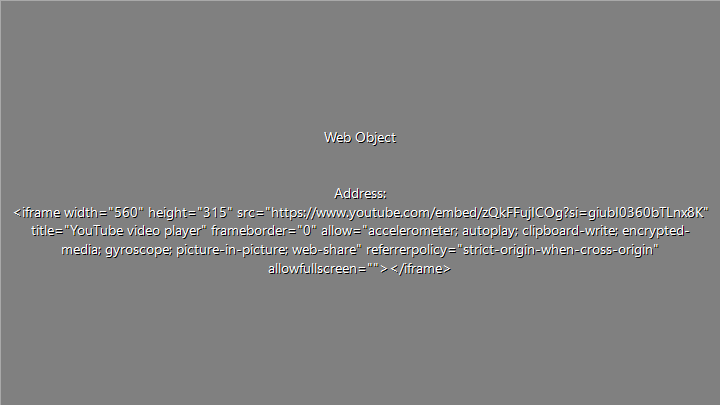 Web Object
Address:
<iframe width="560" height="315" src="https://www.youtube.com/embed/zQkFFujICOg?si=giubI0360bTLnx8K"
title="YouTube video player" frameborder="0" allow="accelerometer; autoplay; clipboard-write; encrypted-
media; gyroscope; picture-in-picture; web-share" referrerpolicy="strict-origin-when-cross-origin"
allowfullscreen=""></iframe>